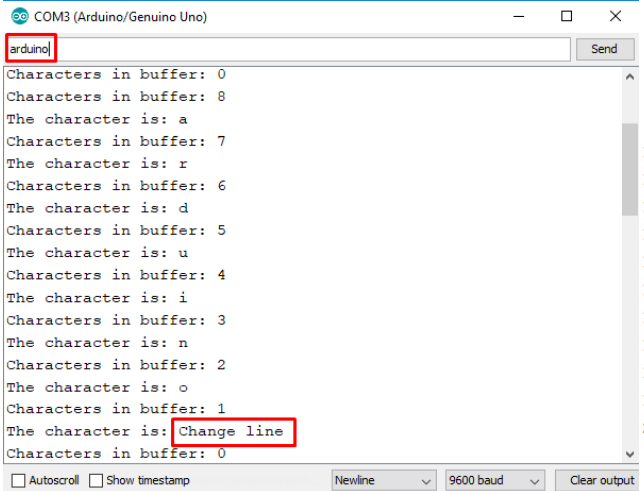 COM3 (Arduino/Genuino Uno)
arduino
Send
Characters in buffer: 0
Characters in buffer: 8
The character is: a
Characters in buffer: 7
The character is: r
Characters in buffer: 6
The character is: d
Characters in buffer: 5
The character is: u
Characters in buffer: 4
The character is: i
Characters in buffer: 3
The character is: n
Characters in buffer: 2
The character is: o
Characters in buffer: 1
The character is: Change line
Characters in buffer: 0
Autoscroll Show timestamp Newline 9600 baud Clear output